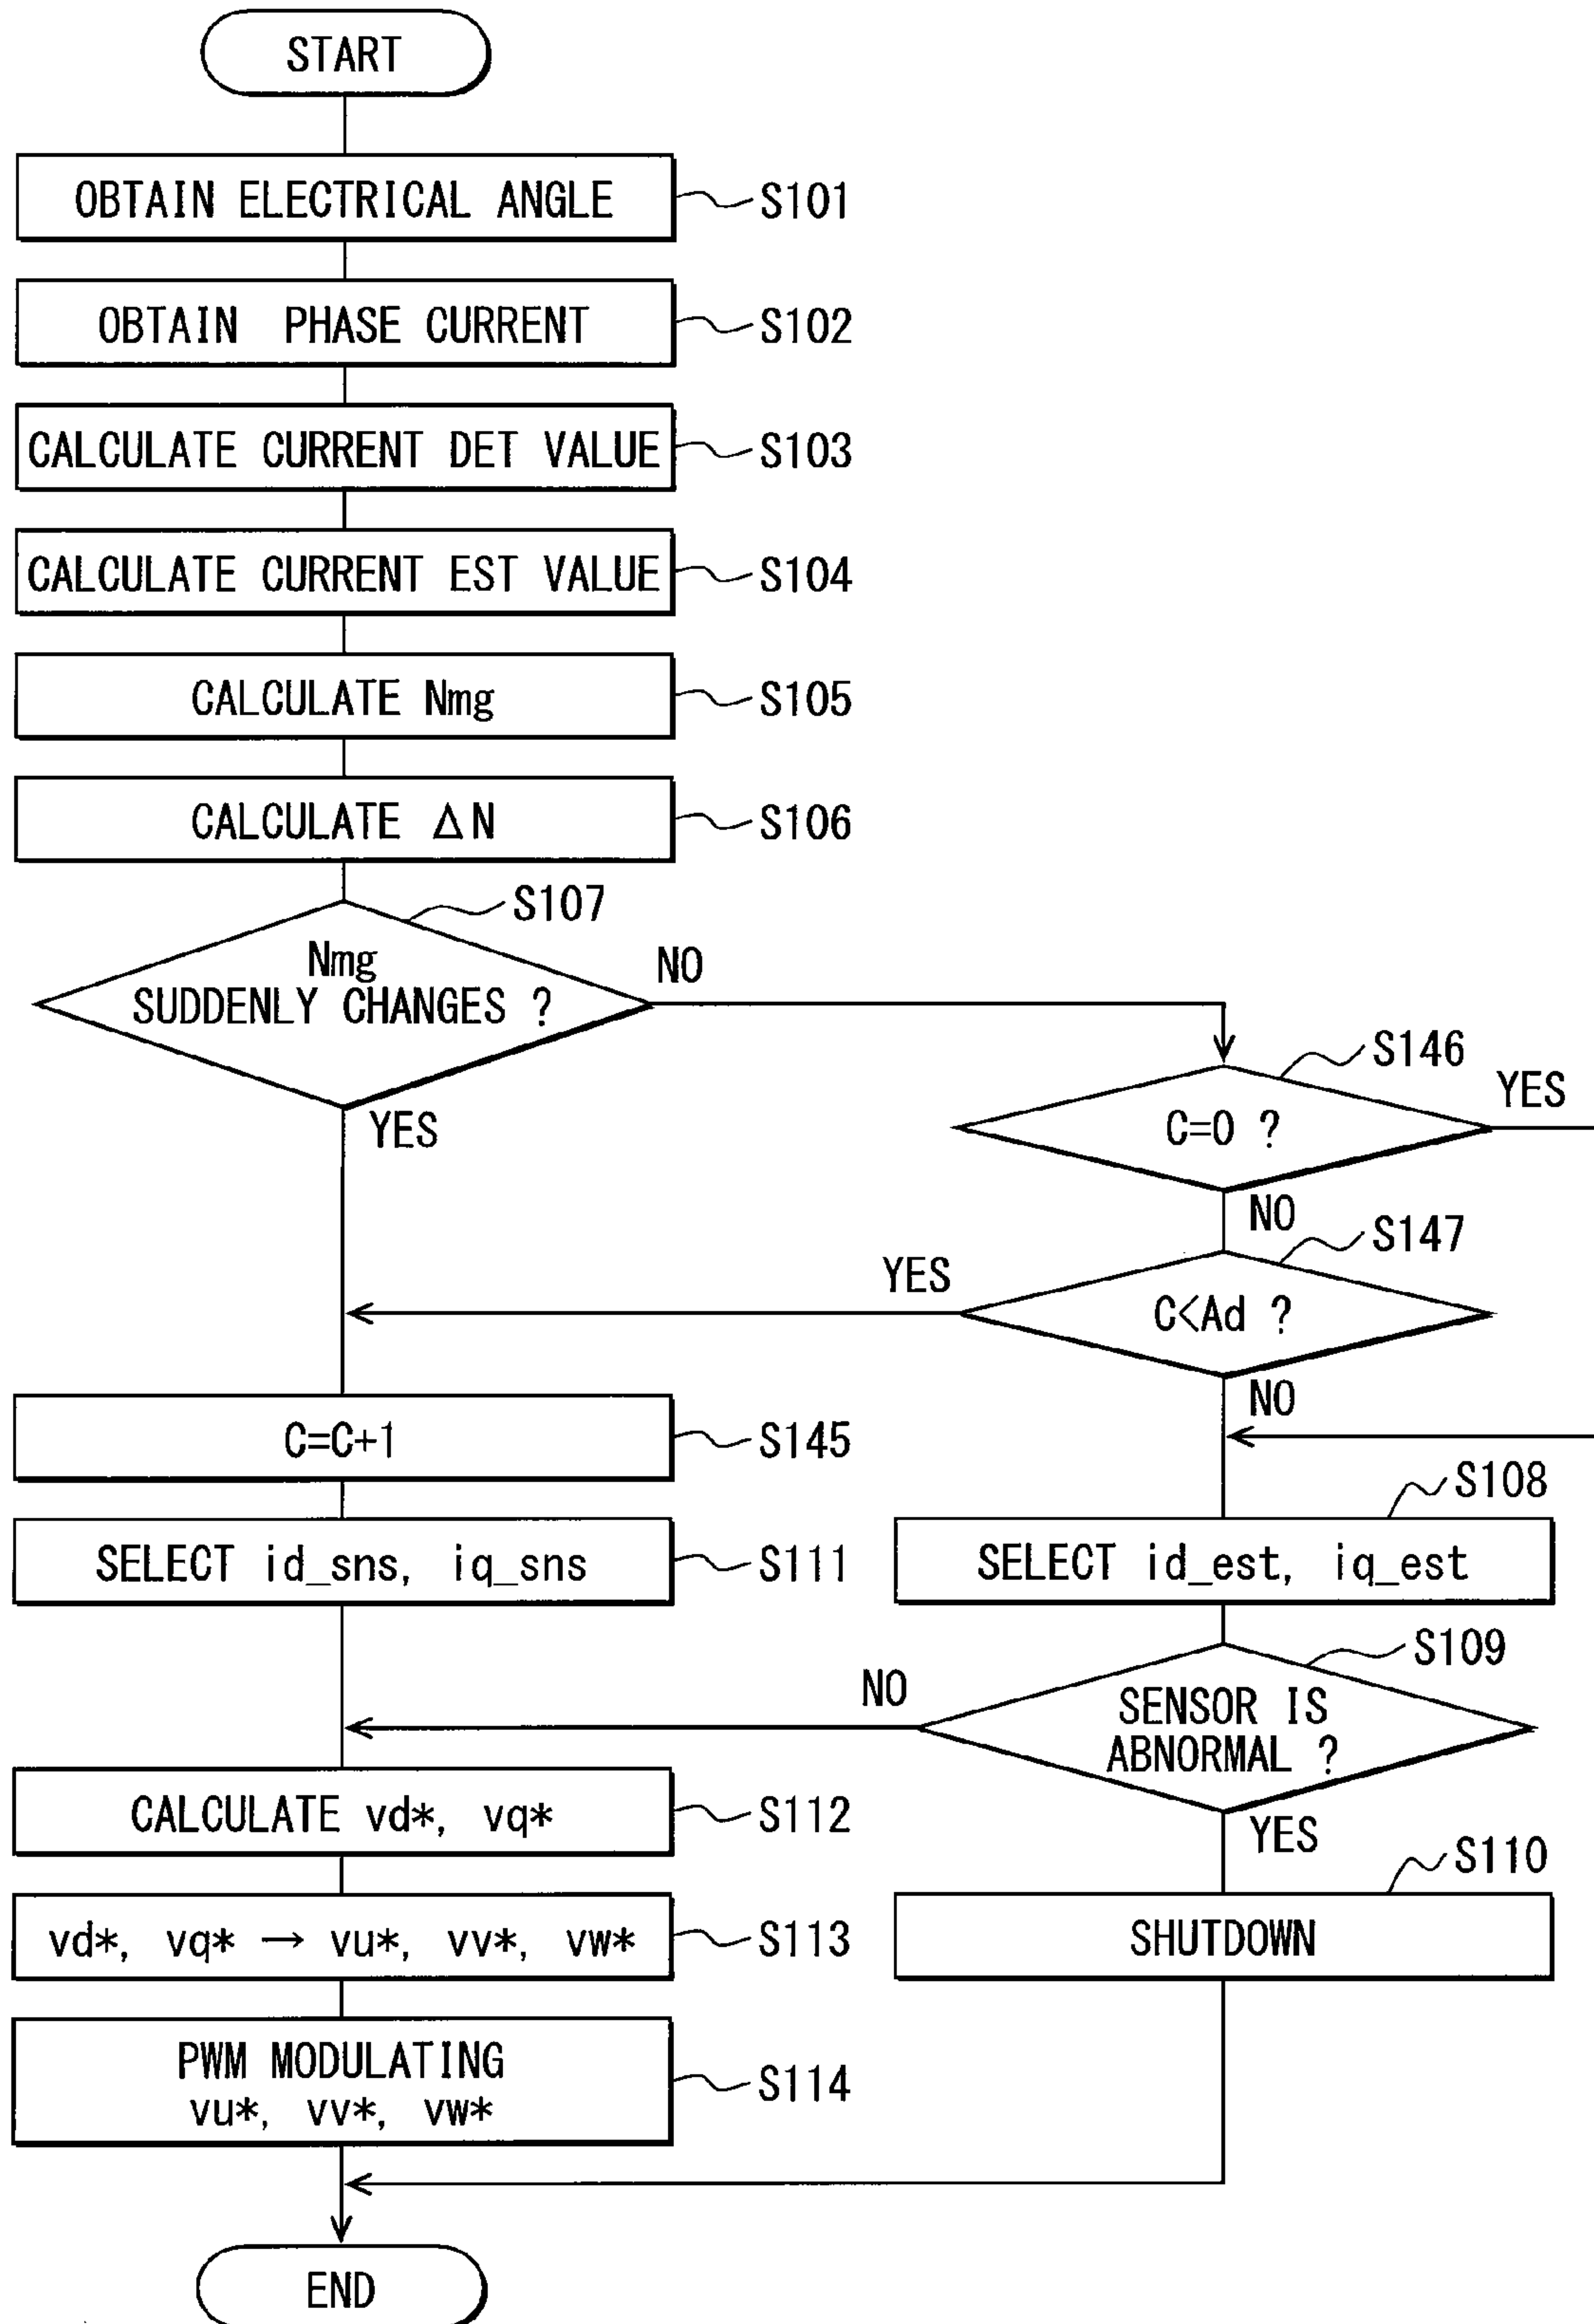 START
OBTAIN ELECTRICAL ANGLE
S101
OBTAIN PHASE CURRENT
S102
CALCULATE CURRENT DET VALUE
S103
CALCULATE CURRENT EST VALUE
S104
CALCULATE Nmg
S105
CALCULATE ΔN
S106
S107
Nmg
SUDDENLY CHANGES ?
NO
YES
S146
C=0 ?
YES
NO
S147
C<Ad ?
YES
NO
C=C+1
S145
SELECT id_sns, iq_sns
S111
S108
SELECT id_est, iq_est
S109
SENSOR IS
ABNORMAL ?
NO
YES
CALCULATE vd*, vq*
S112
S110
SHUTDOWN
vd*, vq* → vu*, vv*, vw*
S113
PWM MODULATING
vu*, vv*, vw*
S114
END